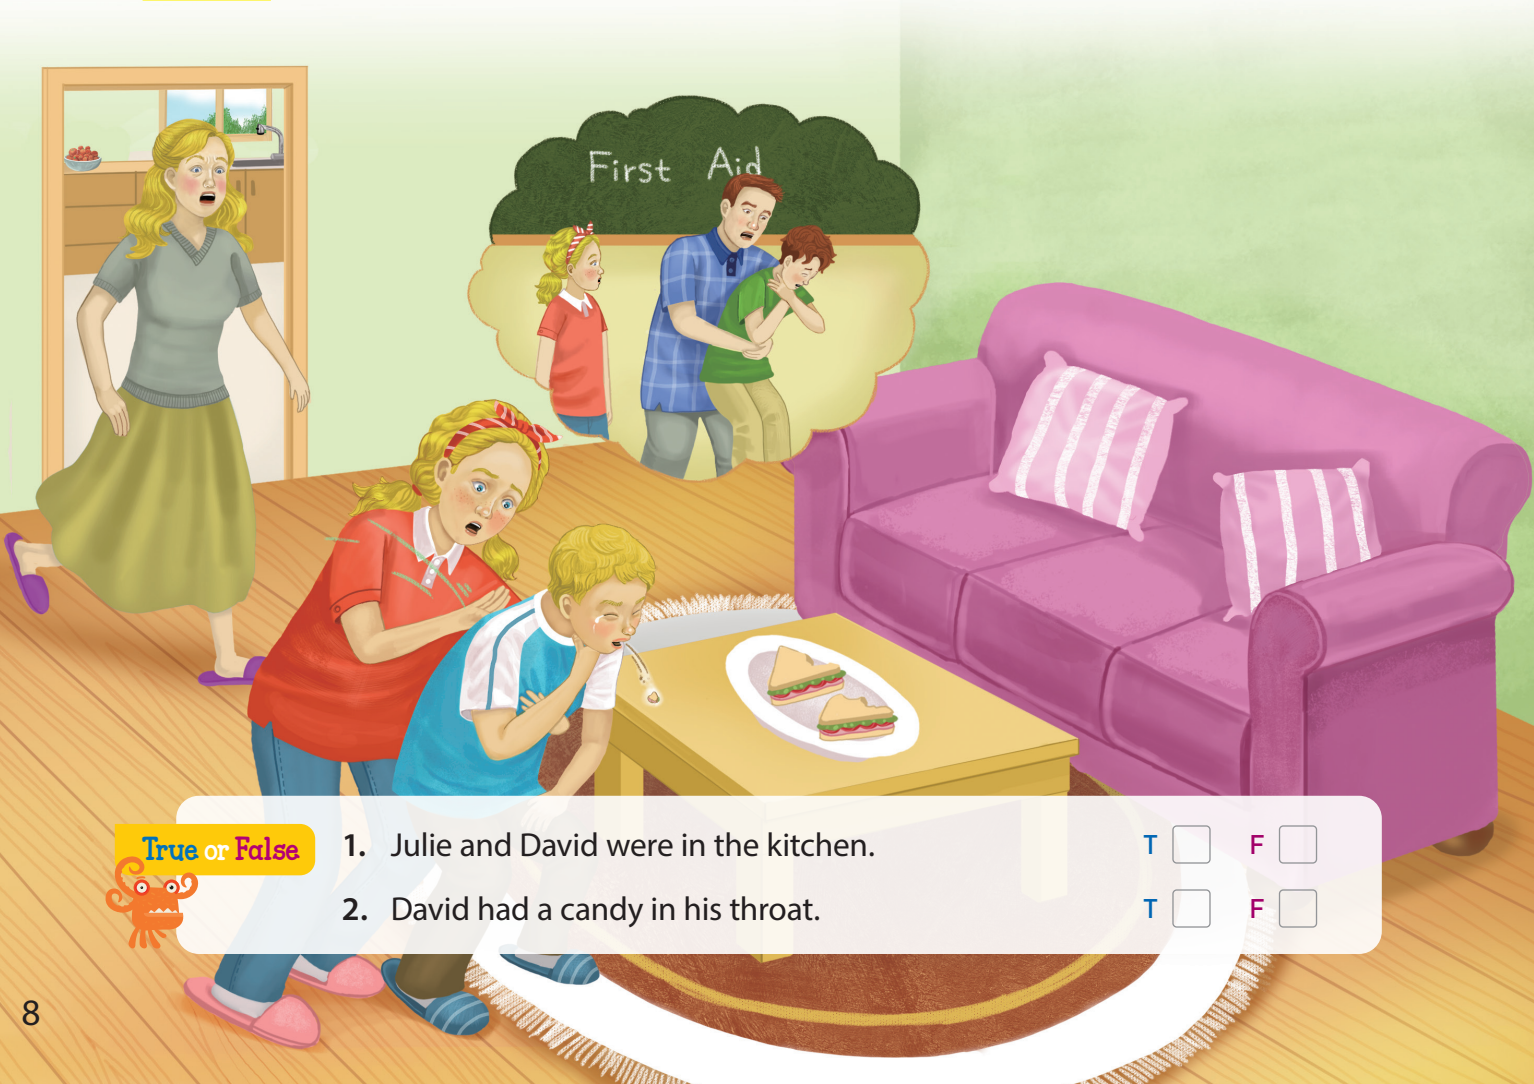 First Aid
True or False
1. Julie and David were in the kitchen. T F
2. David had a candy in his throat. T F
8